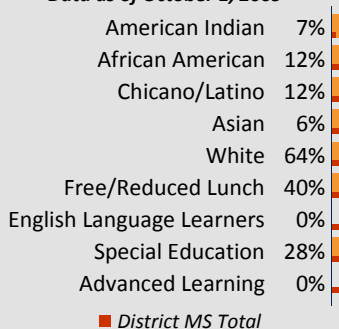 American Indian 7%
African American 12%
Chicano/Latino 12%
Asian 6%
White 64%
Free/Reduced Lunch 40%
English Language Learners 0%
Special Education 28%
Advanced Learning 0%
District MS Total